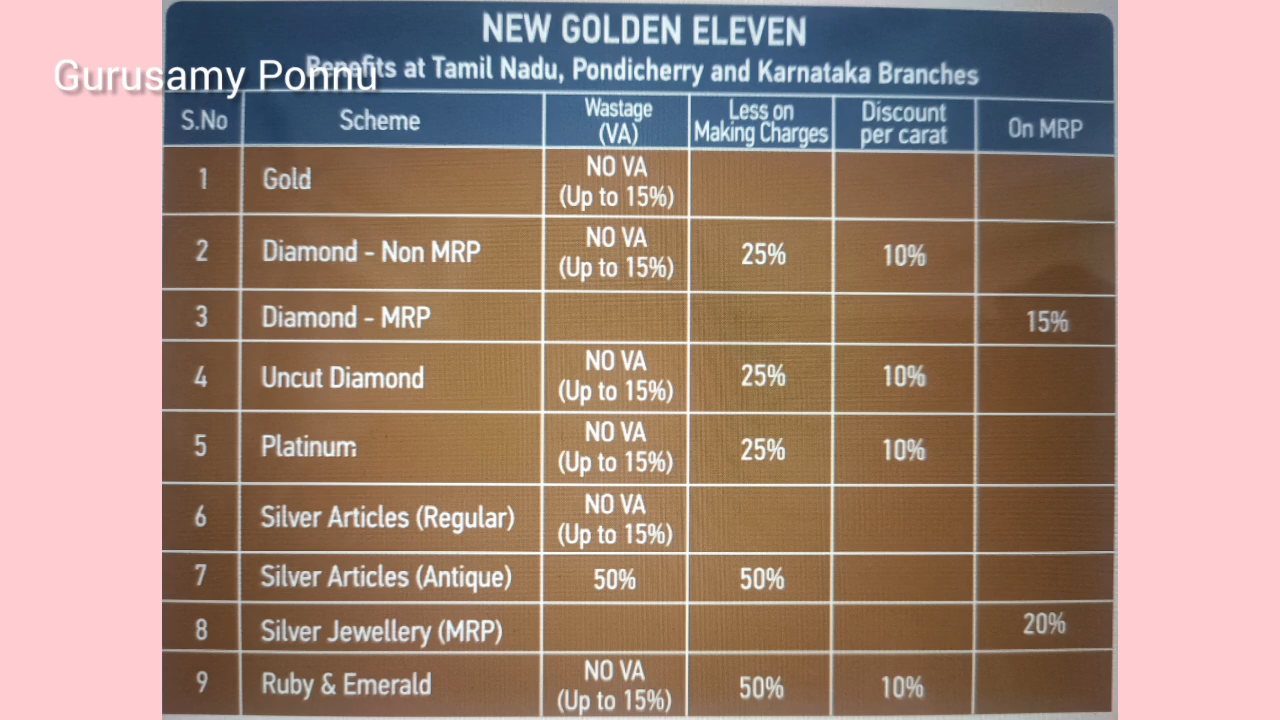 NEW GOLDEN ELEVEN
Gurusamy Ponnu
Benefits at Tamil Nadu, Pondicherry and Karnataka Branches
S.No Scheme Wastage (VA) Less on Making Charges Discount per carat On MRP
1 Gold NO VA (Up to 15%)
2 Diamond - Non MRP NO VA (Up to 15%) 25% 10%
3 Diamond - MRP 15%
4 Uncut Diamond NO VA (Up to 15%) 25% 10%
5 Platinum NO VA (Up to 15%) 25% 10%
6 Silver Articles (Regular) NO VA (Up to 15%)
7 Silver Articles (Antique) 50% 50%
8 Silver Jewellery (MRP) 20%
9 Ruby & Emerald NO VA (Up to 15%) 50% 10%